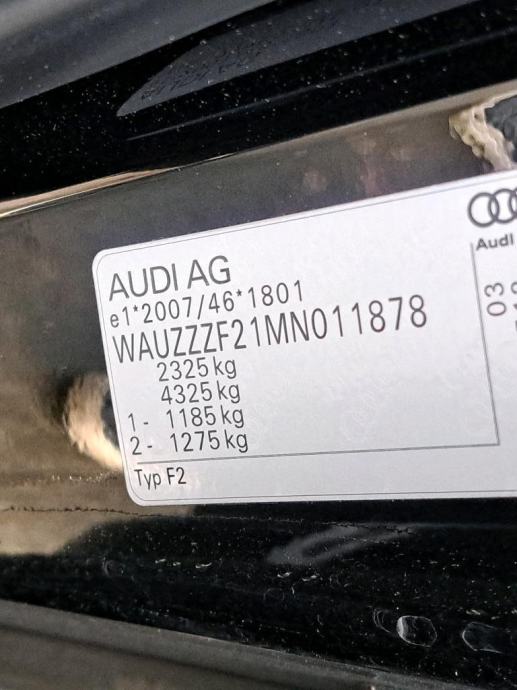 AUDI AG
e1*2007/46*1801
WAUZZZF21MN011878
2325 kg
4325 kg
1- 1185 kg
2- 1275 kg
Typ F2
Audi
03